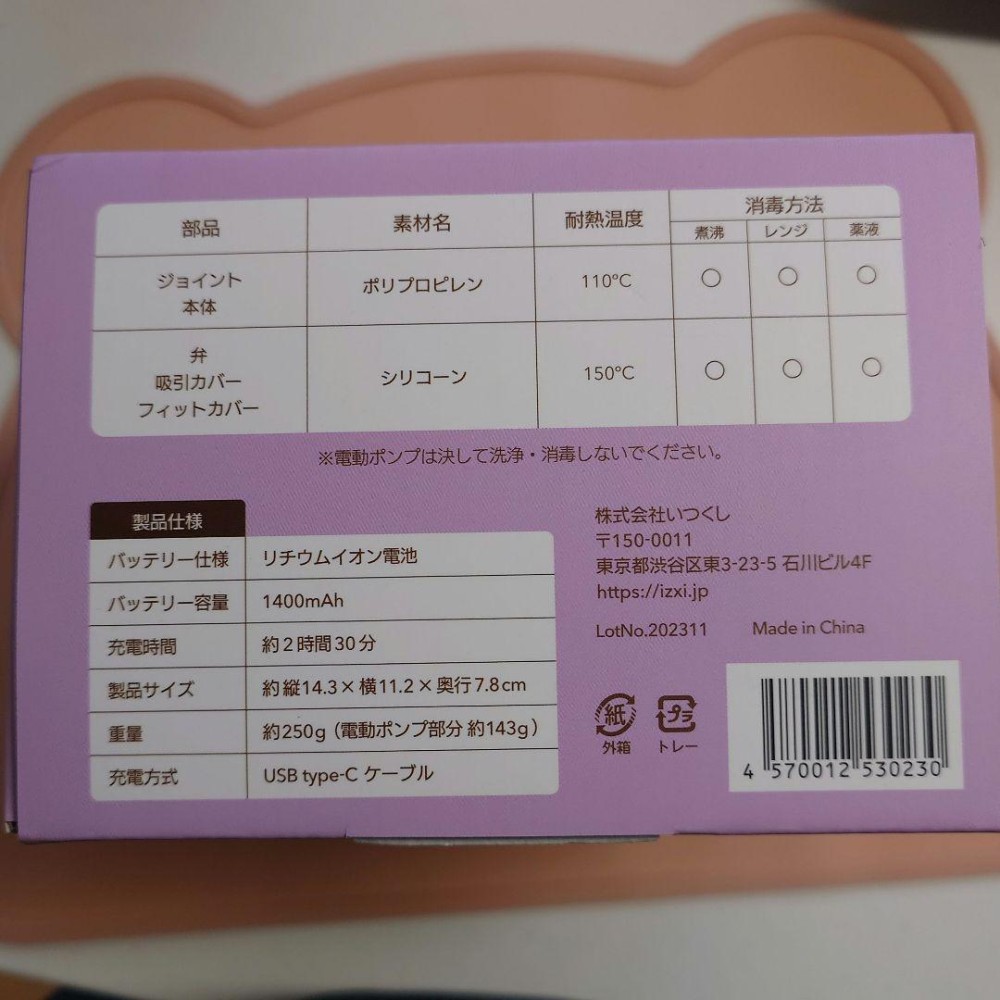 部品 素材名 耐熱温度 消毒方法
煮沸 レンジ 薬液
ジョイント
本体
ポリプロピレン 110℃ ○ ○ ○
弁
吸引カバー
フィットカバー
シリコーン 150℃ ○ ○ ○
※電動ポンプは決して洗浄・消毒しないでください。
製品仕様
バッテリー仕様 リチウムイオン電池
バッテリー容量 1400mAh
充電時間 約2時間30分
製品サイズ 約縦14.3×横11.2×奥行7.8cm
重量 約250g（電動ポンプ部分 約143g）
充電方式 USB type-C ケーブル
株式会社いつくし
〒150-0011
東京都渋谷区東3-23-5 石川ビル4F
https://izxi.jp
LotNo.202311 Made in China
紙 プラ
外箱 トレー
4 570012 530230